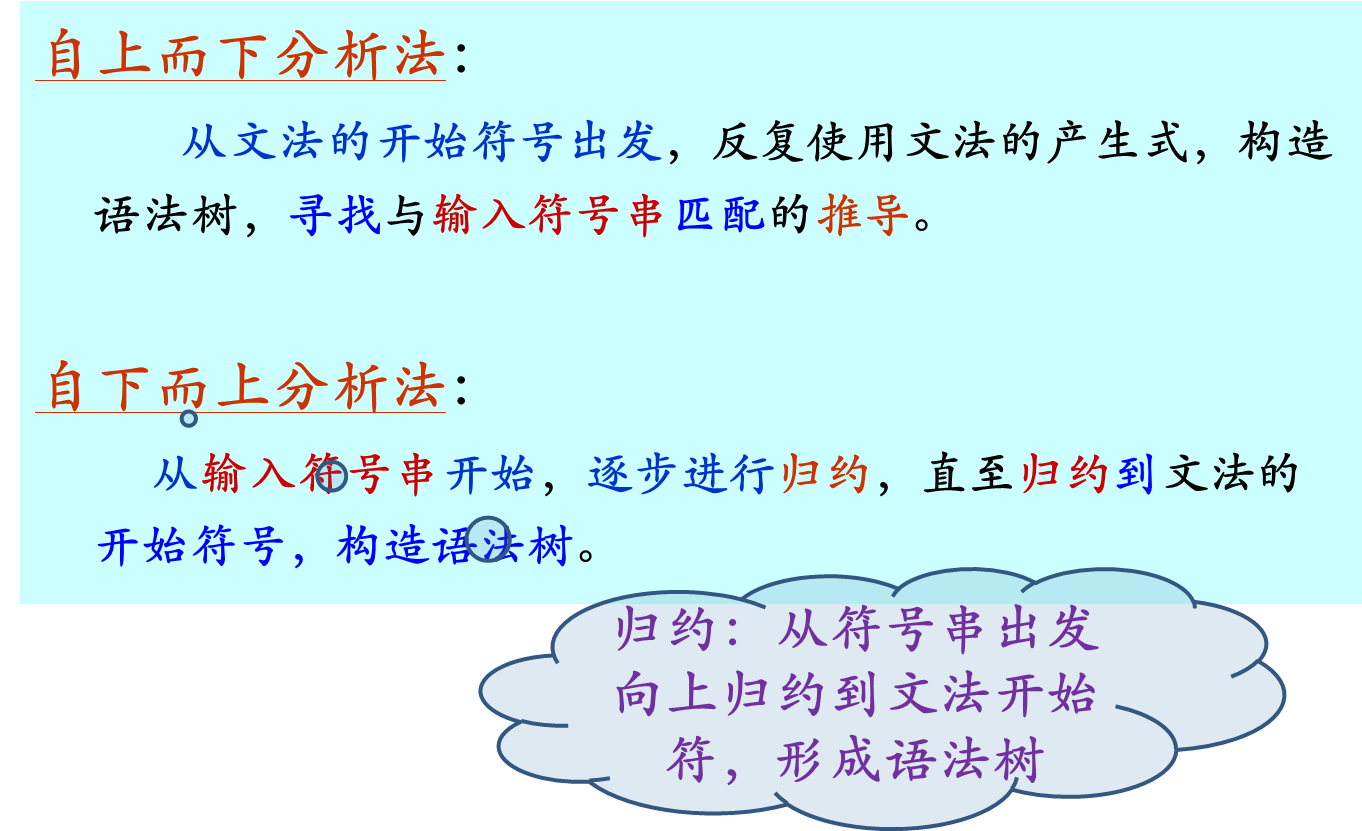 自上而下分析法：
从文法的开始符号出发，反复使用文法的产生式，构造
语法树，寻找与输入符号串匹配的推导。
自下而上分析法：
从输入符号串开始，逐步进行归约，直至归约到文法的
开始符号，构造语法树。
归约：从符号串出发
向上归约到文法开始
符，形成语法树